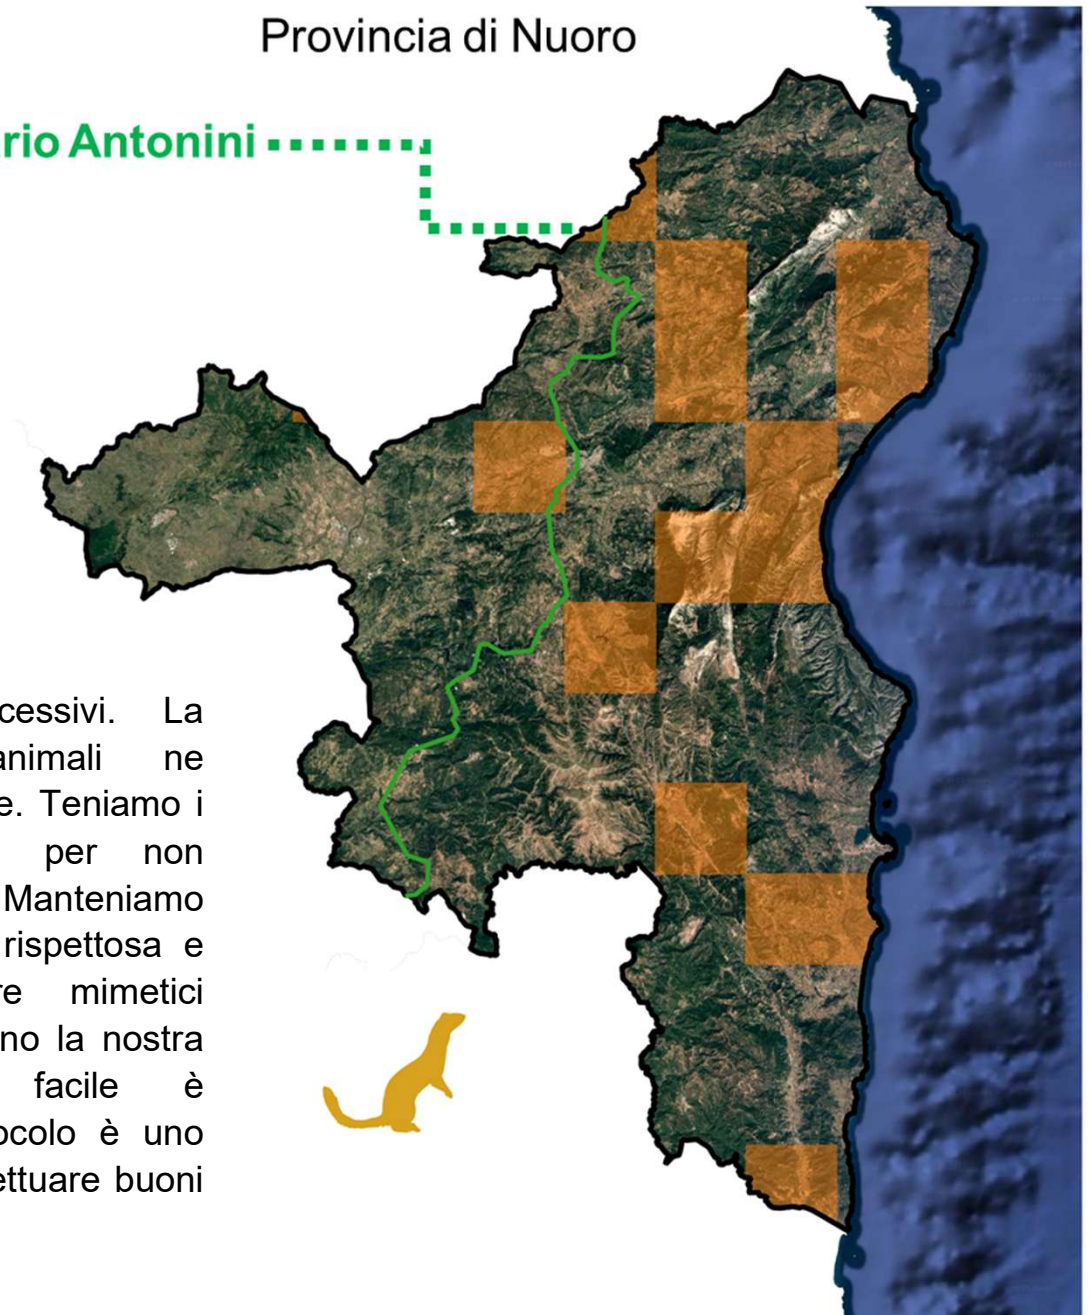 Provincia di Nuoro
rio Antonini
cessivi. La
animali ne
e. Teniamo i
per non
Manteniamo
rispettosa e
re mimetici
no la nostra
facile è
ocolo è uno
ettuare buoni